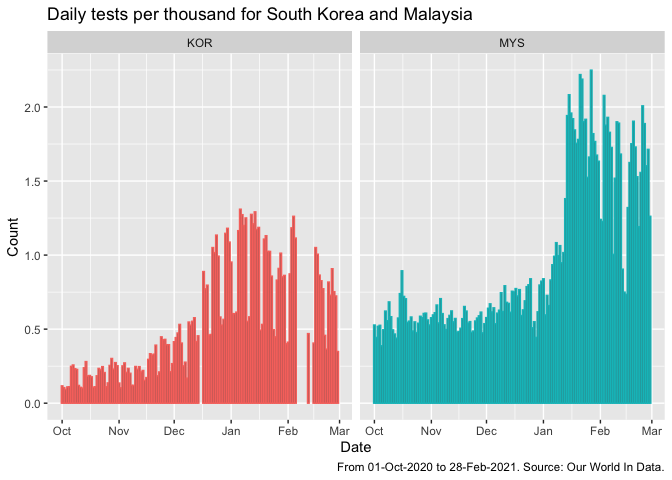 Daily tests per thousand for South Korea and Malaysia
KOR
MYS
Count
2.0
1.5
1.0
0.5
0.0
Oct Nov Dec Jan Feb Mar
Oct Nov Dec Jan Feb Mar
Date
From 01-Oct-2020 to 28-Feb-2021. Source: Our World In Data.